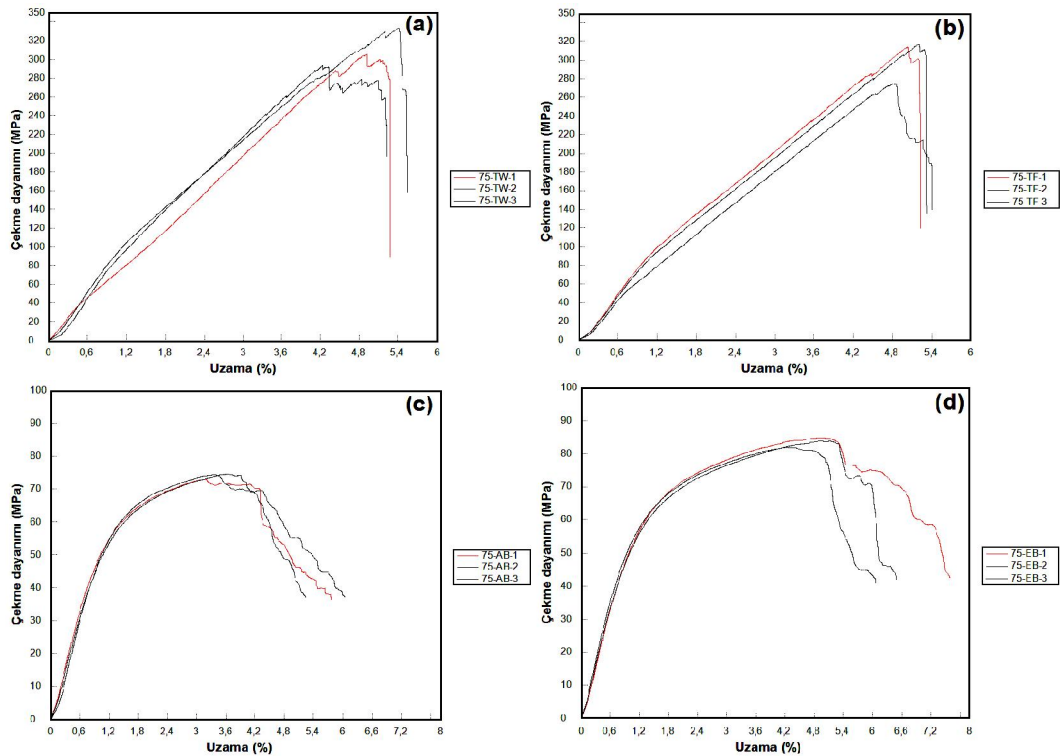 (a)
Çekme dayanımı (MPa)
350
320
300
280
260
240
220
200
180
160
140
120
100
80
60
40
20
0
0 0,6 1,2 1,8 2,4 3 3,6 4,2 4,8 5,4 6
Uzama (%)
75-TW-1
75-TW-2
75-TW-3
(b)
Çekme dayanımı (MPa)
350
320
300
280
260
240
220
200
180
160
140
120
100
80
60
40
20
0
0 0,6 1,2 1,8 2,4 3 3,6 4,2 4,8 5,4 6
Uzama (%)
75-TF-1
75-TF-2
75-TF-3
(c)
Çekme dayanımı (MPa)
100
90
80
70
60
50
40
30
20
10
0
0 0,6 1,2 1,8 2,4 3 3,6 4,2 4,8 5,4 6 7,2 8
Uzama (%)
75-AB-1
75-AB-2
75-AB-3
(d)
Çekme dayanımı (MPa)
100
90
80
70
60
50
40
30
20
10
0
0 0,6 1,2 1,8 2,4 3 3,6 4,2 4,8 5,4 6 7,2 8
Uzama (%)
75-EB-1
75-EB-2
75-EB-3